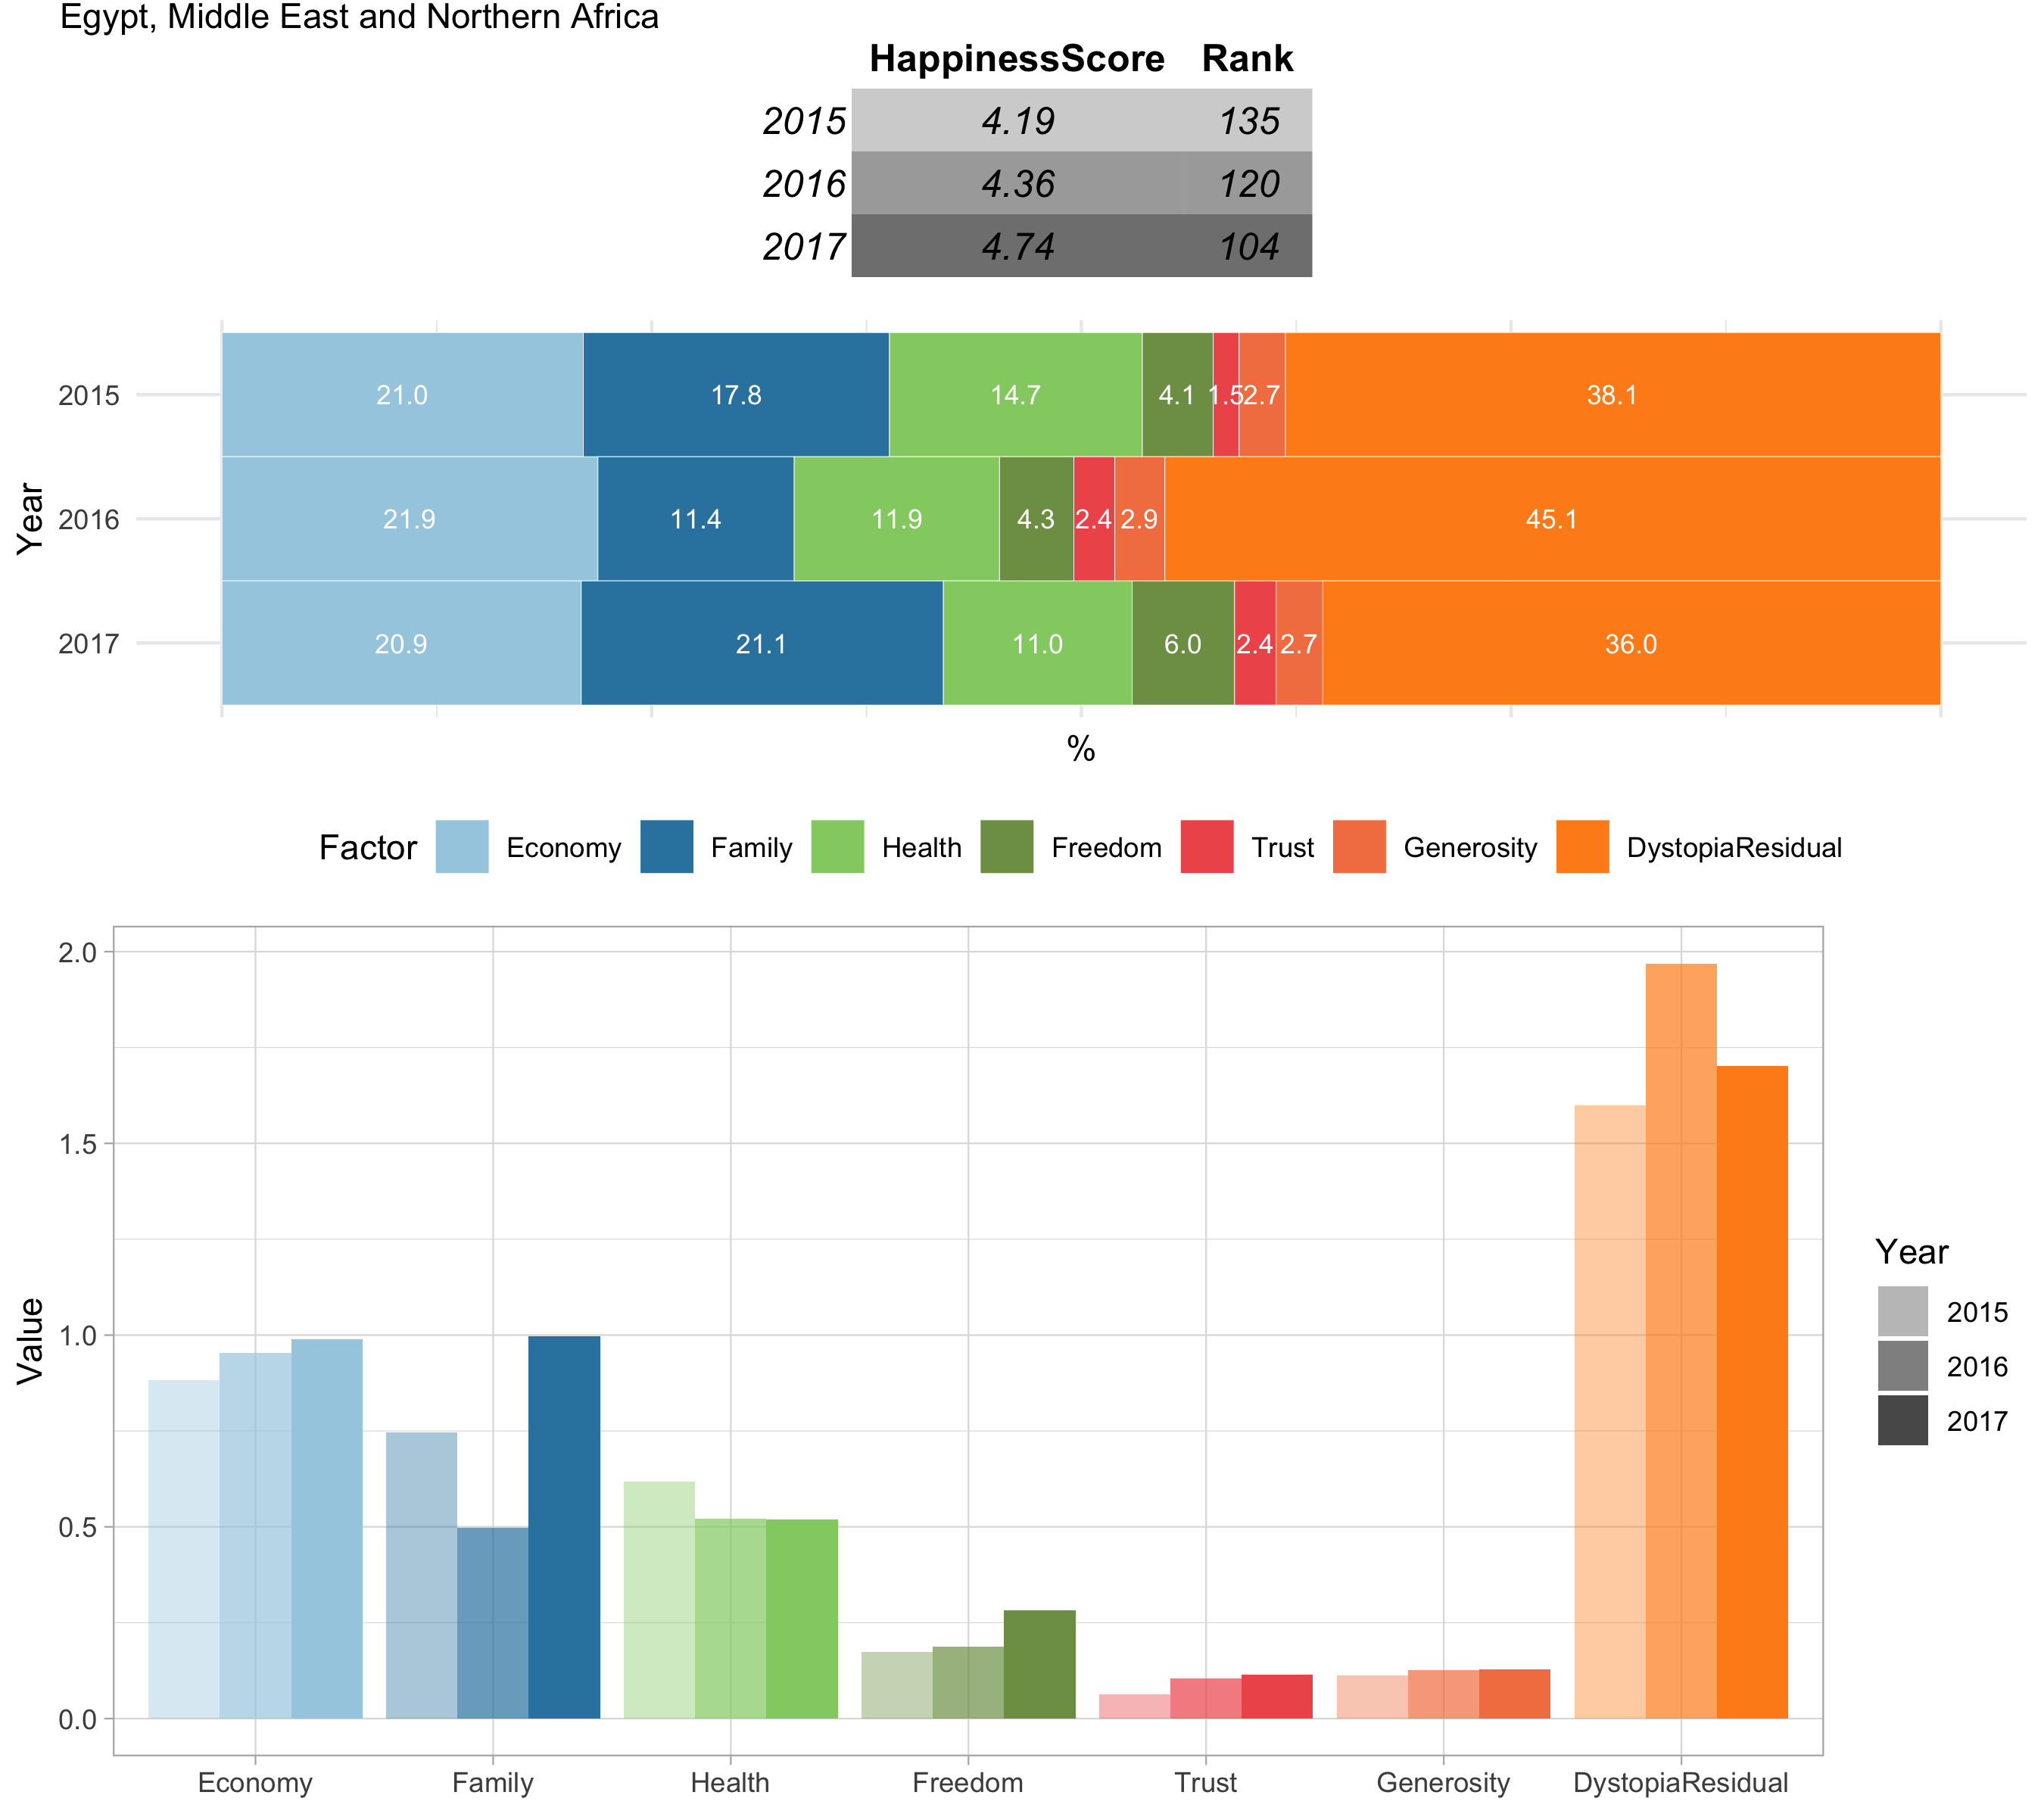 Egypt, Middle East and Northern Africa
HappinessScore Rank
2015 4.19 135
2016 4.36 120
2017 4.74 104
Year
2015 21.0 17.8 14.7 4.1 1.5 2.7 38.1
2016 21.9 11.4 11.9 4.3 2.4 2.9 45.1
2017 20.9 21.1 11.0 6.0 2.4 2.7 36.0
%
Factor Economy Family Health Freedom Trust Generosity DystopiaResidual
Value
2.0
1.5
1.0
0.5
0.0
Economy Family Health Freedom Trust Generosity DystopiaResidual
Year
2015
2016
2017